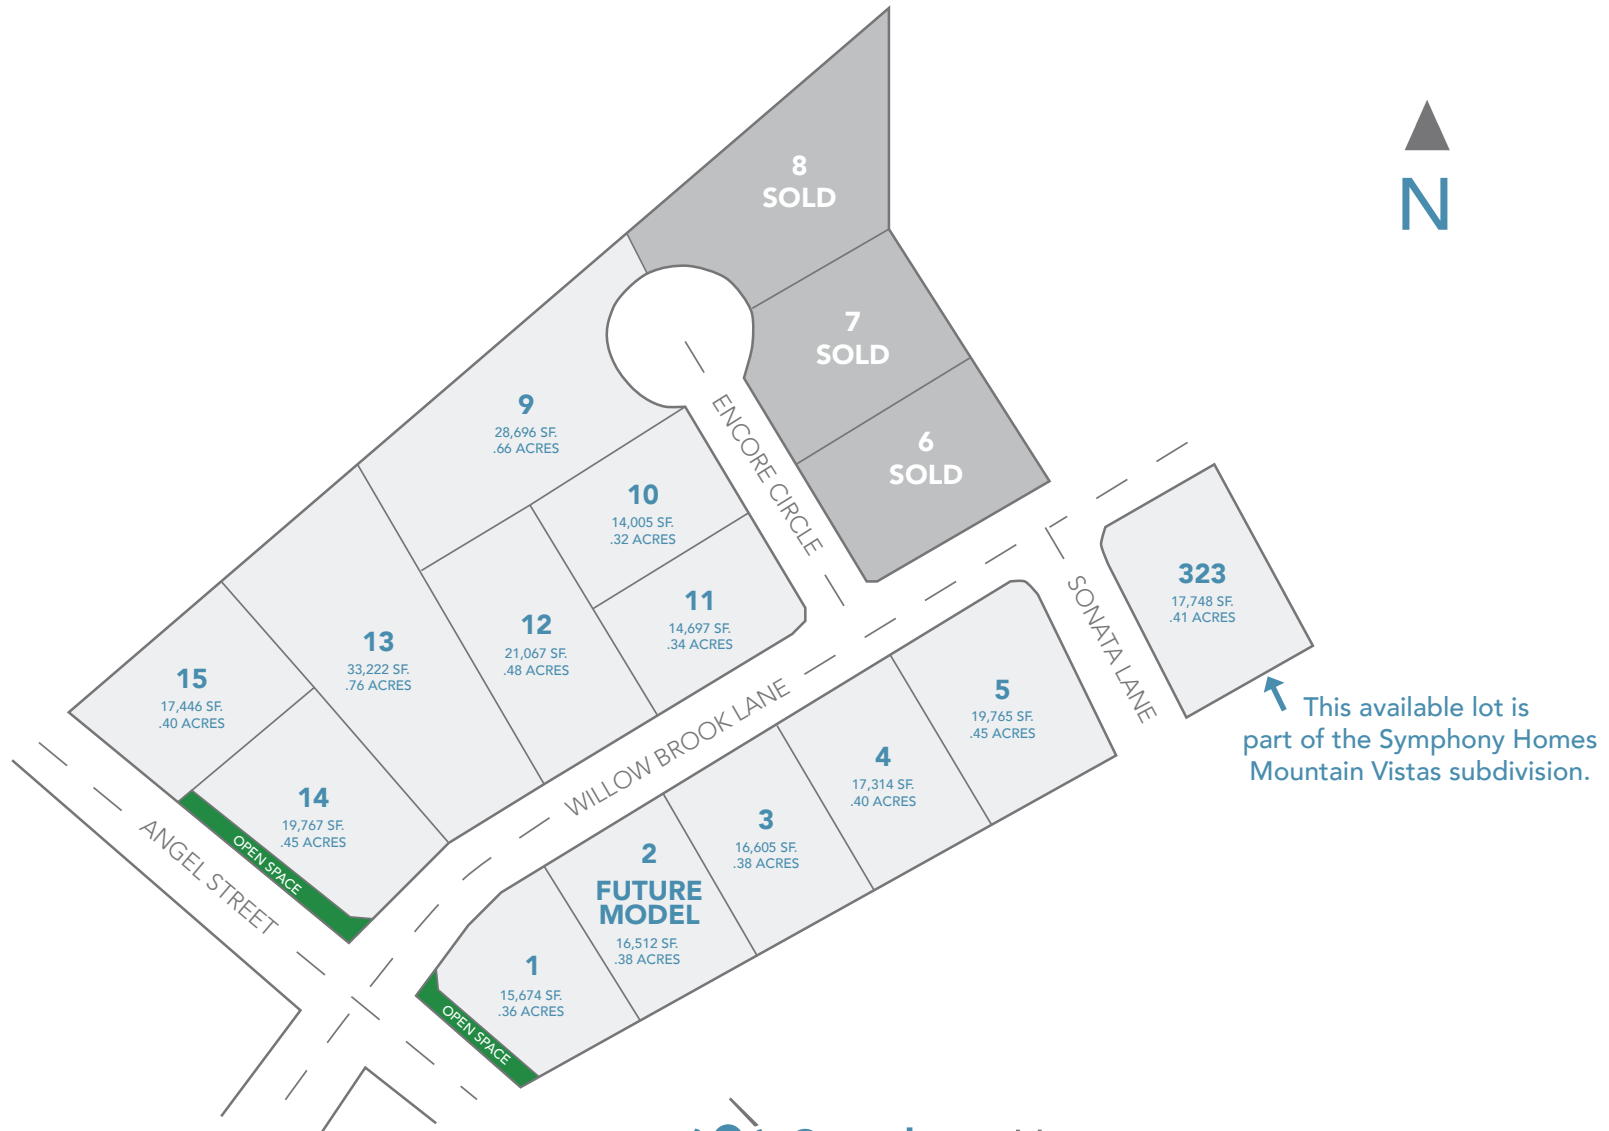 8
SOLD
N
7
SOLD
9
28,696 SF.
.66 ACRES
ENCORE CIRCLE
6
SOLD
10
14,005 SF.
.32 ACRES
323
17,748 SF.
.41 ACRES
11
14,697 SF.
.34 ACRES
SONATA LANE
12
21,067 SF.
.48 ACRES
13
33,222 SF.
.76 ACRES
15
17,446 SF.
.40 ACRES
5
19,765 SF.
.45 ACRES
This available lot is
part of the Symphony Homes
Mountain Vistas subdivision.
WILLOW BROOK LANE
4
17,314 SF.
.40 ACRES
14
19,767 SF.
.45 ACRES
3
16,605 SF.
.38 ACRES
2
FUTURE
MODEL
16,512 SF.
.38 ACRES
OPEN SPACE
ANGEL STREET
1
15,674 SF.
.36 ACRES
OPEN SPACE